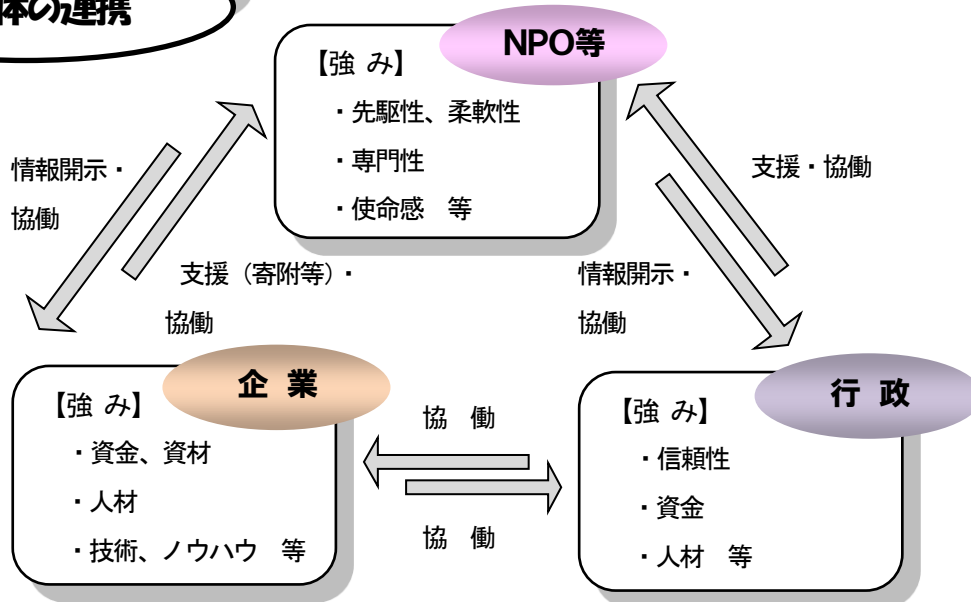 体の連携
NPO等
【強 み】
・先駆性、柔軟性
・専門性
・使命感 等
情報開示・
協働
支援(寄附等)・
協働
支援・協働
情報開示・
協働
企 業
【強 み】
・資金、資材
・人材
・技術、ノウハウ 等
協 働
協 働
行 政
【強 み】
・信頼性
・資金
・人材 等